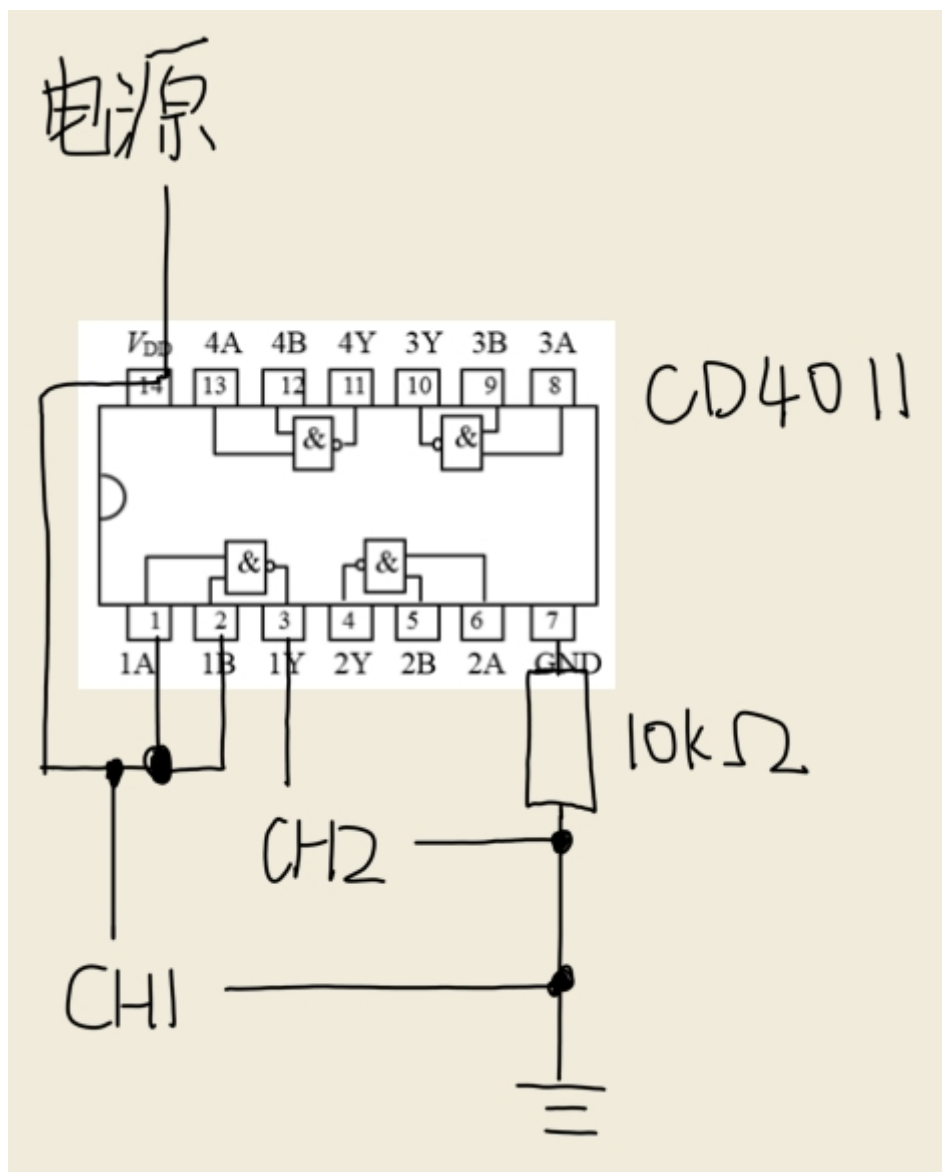 电源
V_DD 4A 4B 4Y 3Y 3B 3A
CD4011
14 13 12 11 10 9 8
& &
& &
1 2 3 4 5 6 7
1A 1B 1Y 2Y 2B 2A GND
10kΩ
CH2
CH1